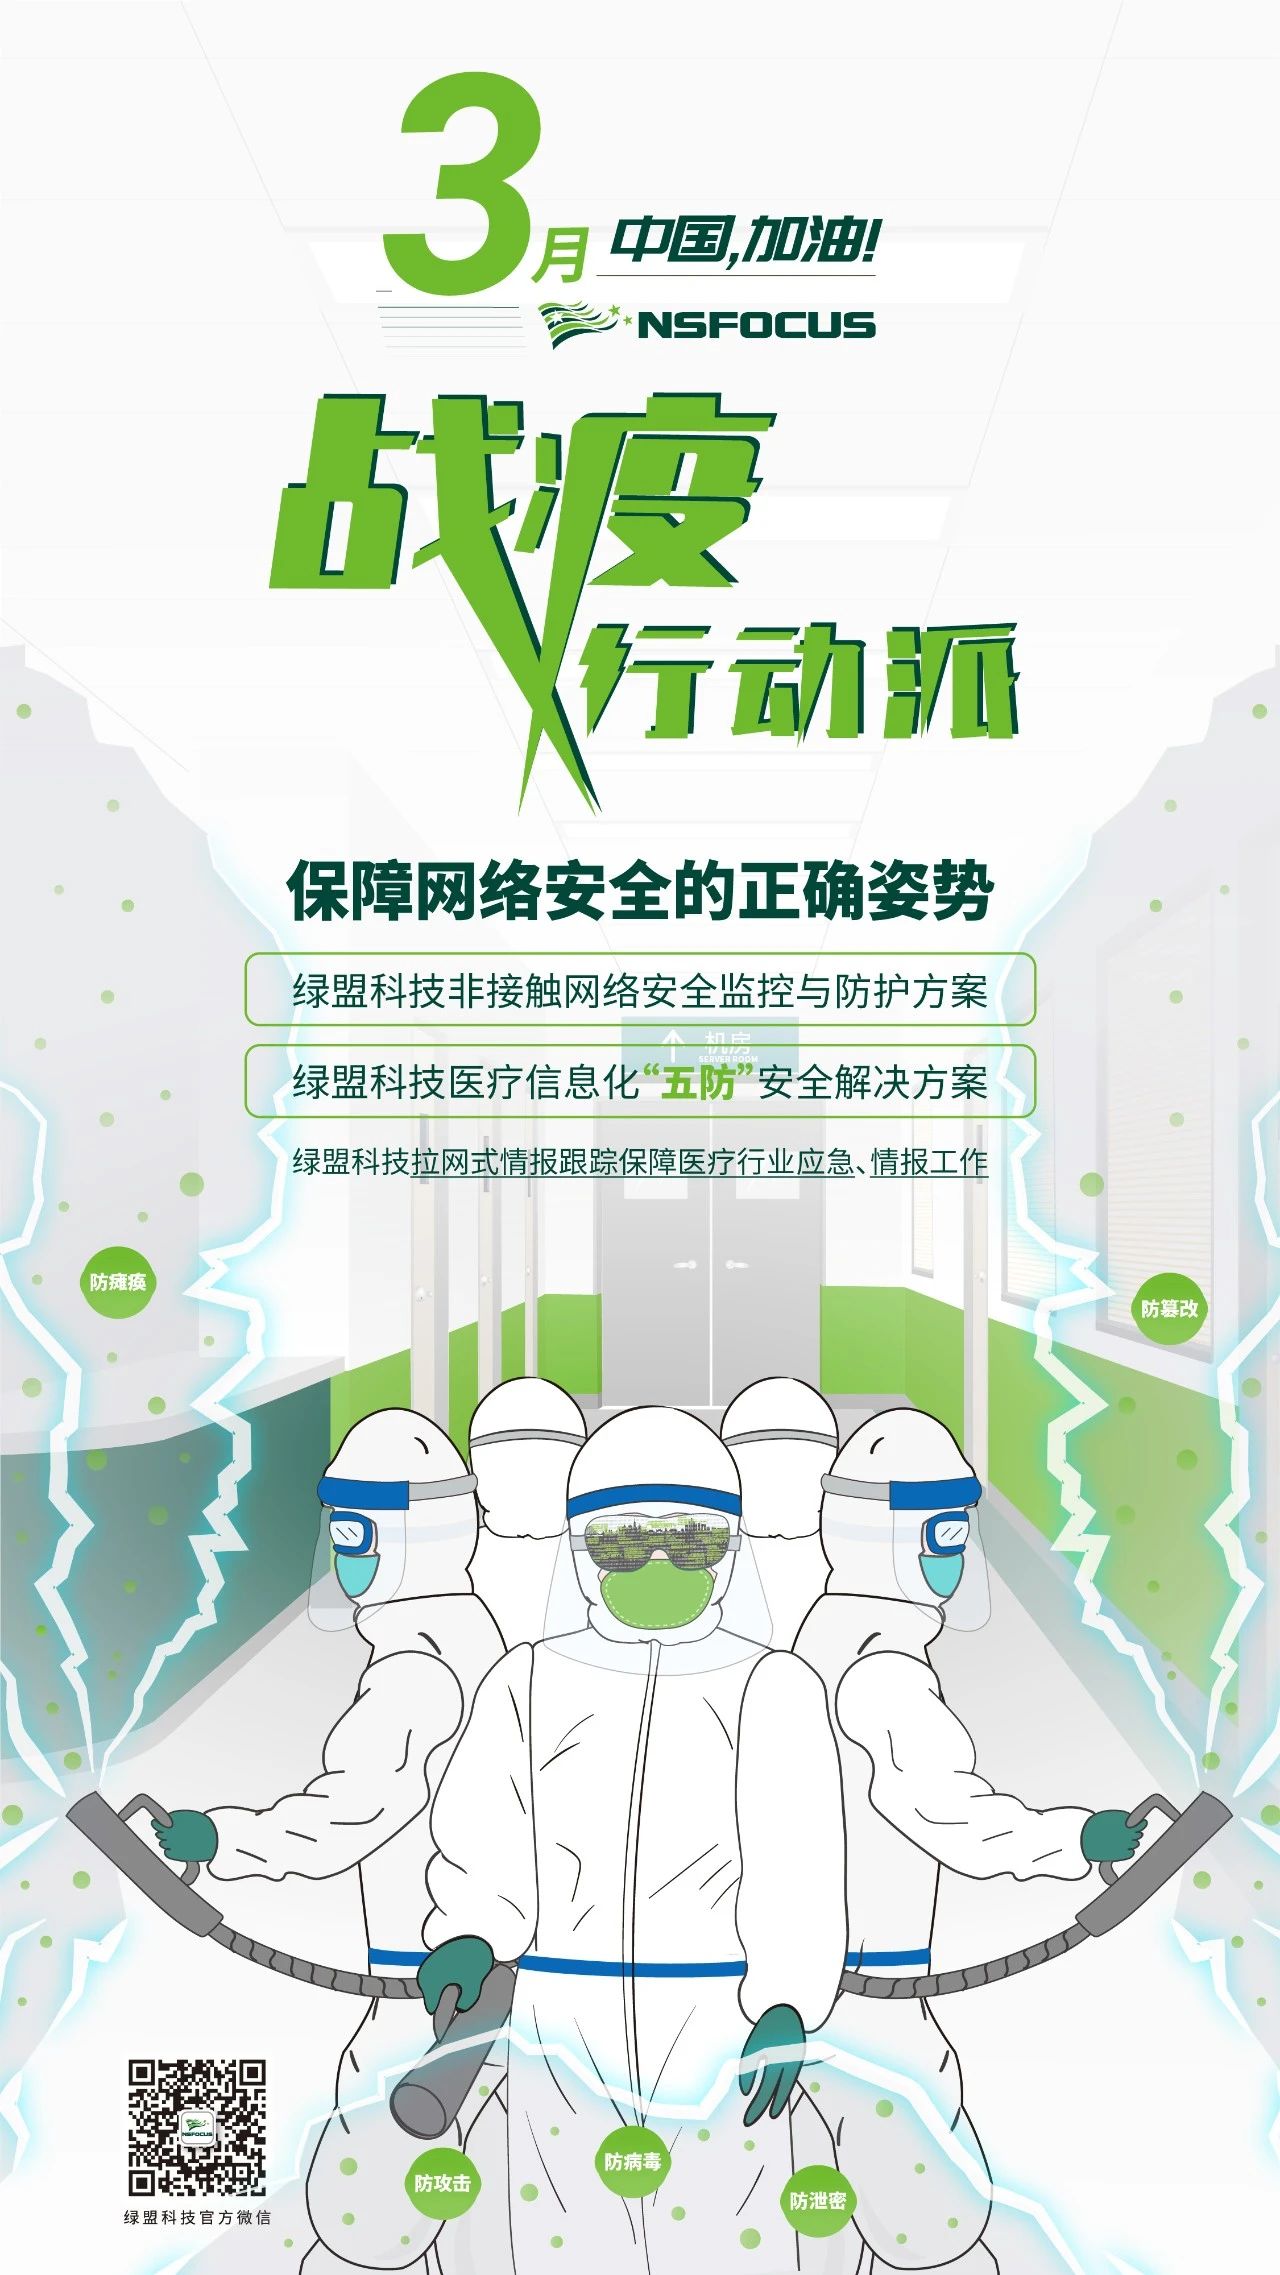 3月
中国,加油!
NSFOCUS
战疫
行动派
保障网络安全的正确姿势
绿盟科技非接触网络安全监控与防护方案
机房
SERVER ROOM
绿盟科技医疗信息化“五防”安全解决方案
绿盟科技拉网式情报跟踪保障医疗行业应急、情报工作
防瘫痪
防篡改
防攻击
防病毒
防泄密
NSFOCUS
绿盟科技官方微信